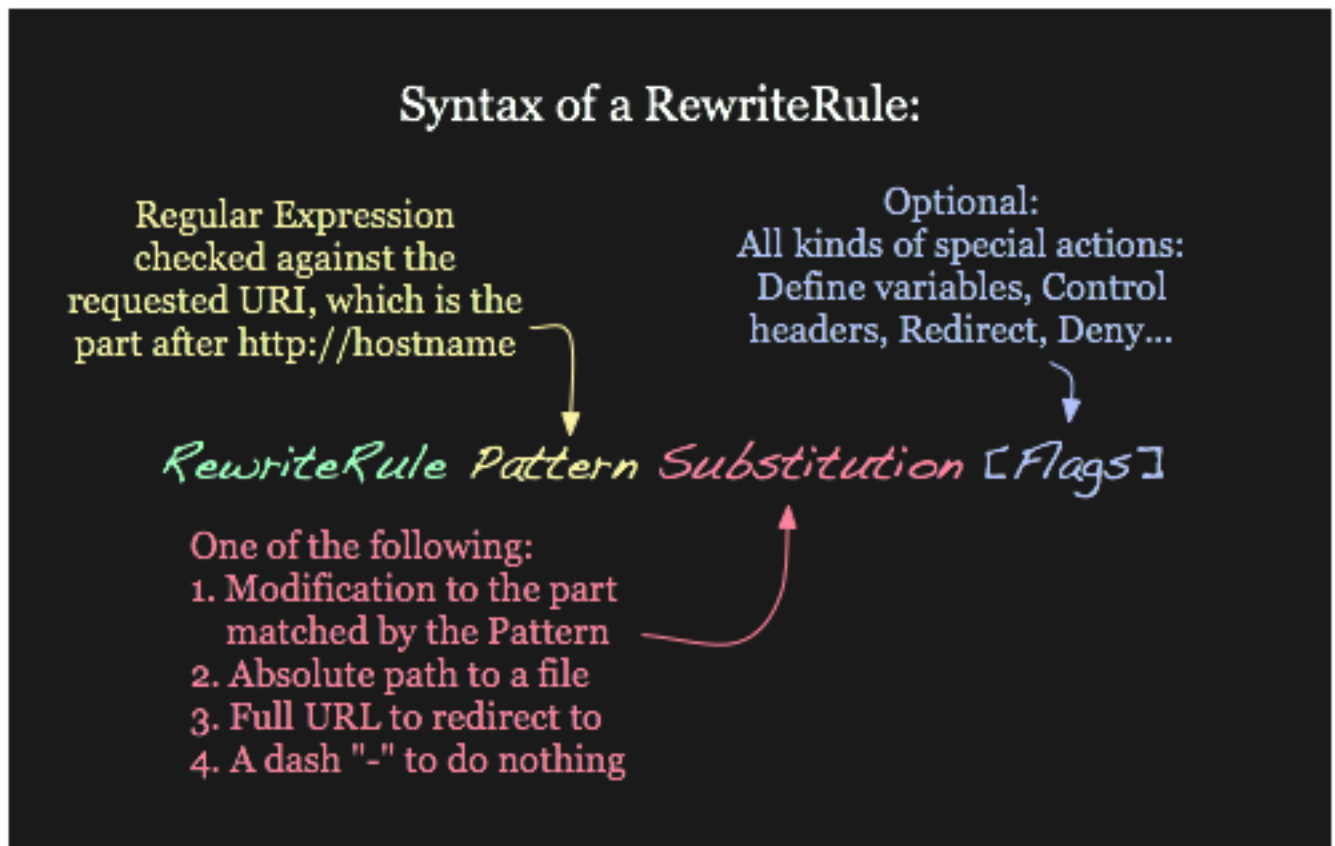 Syntax of a RewriteRule:
Regular Expression
checked against the
requested URI, which is the
part after http://hostname
Optional:
All kinds of special actions:
Define variables, Control
headers, Redirect, Deny...
RewriteRule Pattern Substitution [Flags]
One of the following:
1. Modification to the part
matched by the Pattern
2. Absolute path to a file
3. Full URL to redirect to
4. A dash "-" to do nothing